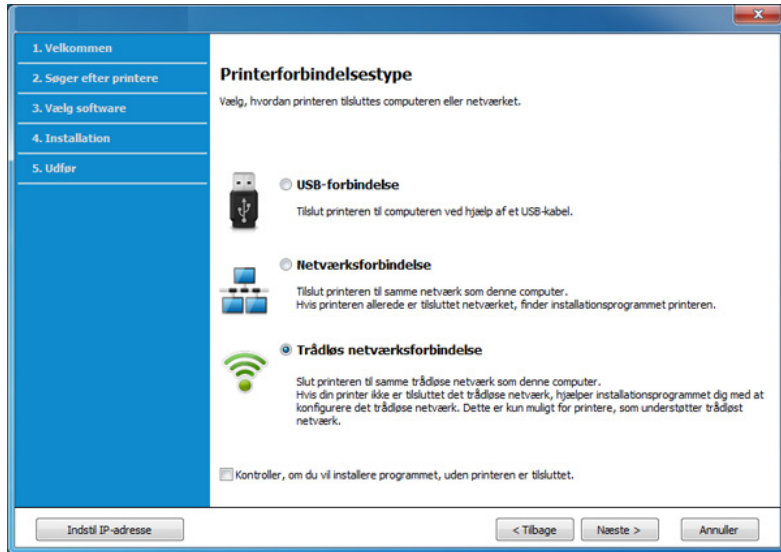 1. Velkommen
2. Søger efter printere
3. Vælg software
4. Installation
5. Udfør
Printerforbindelsestype
Vælg, hvordan printeren tilsluttes computeren eller netværket.
USB-forbindelse
Tilslut printeren til computeren ved hjælp af et USB-kabel.
Netværksforbindelse
Tilslut printeren til samme netværk som denne computer.
Hvis printeren allerede er tilsluttet netværket, finder installationsprogrammet printeren.
Trådløs netværksforbindelse
Slut printeren til samme trådløse netværk som denne computer.
Hvis din printer ikke er tilsluttet det trådløse netværk, hjælper installationsprogrammet dig med at
konfigurere det trådløse netværk. Dette er kun muligt for printere, som understøtter trådløst
netværk.
Kontroller, om du vil installere programmet, uden printeren er tilsluttet.
Indstil IP-adresse
< Tilbage
Næste >
Annuller